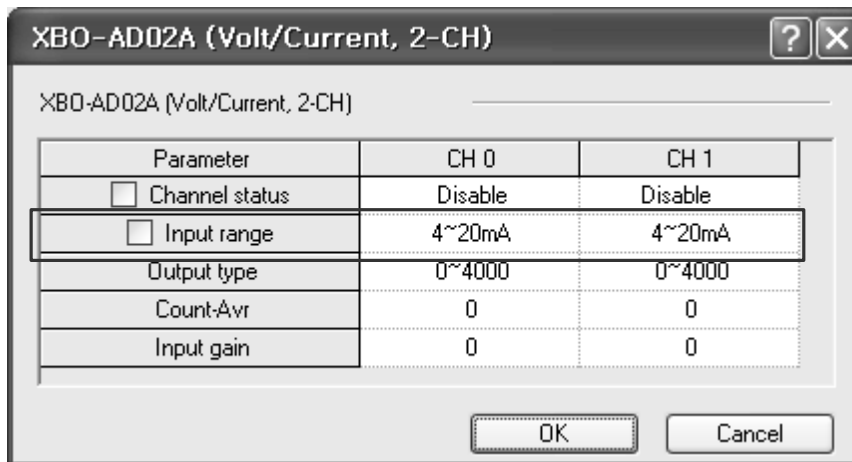 XBO-AD02A (Volt/Current, 2-CH)
?
XBO-AD02A (Volt/Current, 2-CH)
Parameter CH 0 CH 1
Channel status Disable Disable
Input range 4~20mA 4~20mA
Output type 0~4000 0~4000
Count-Avr 0 0
Input gain 0 0
OK Cancel